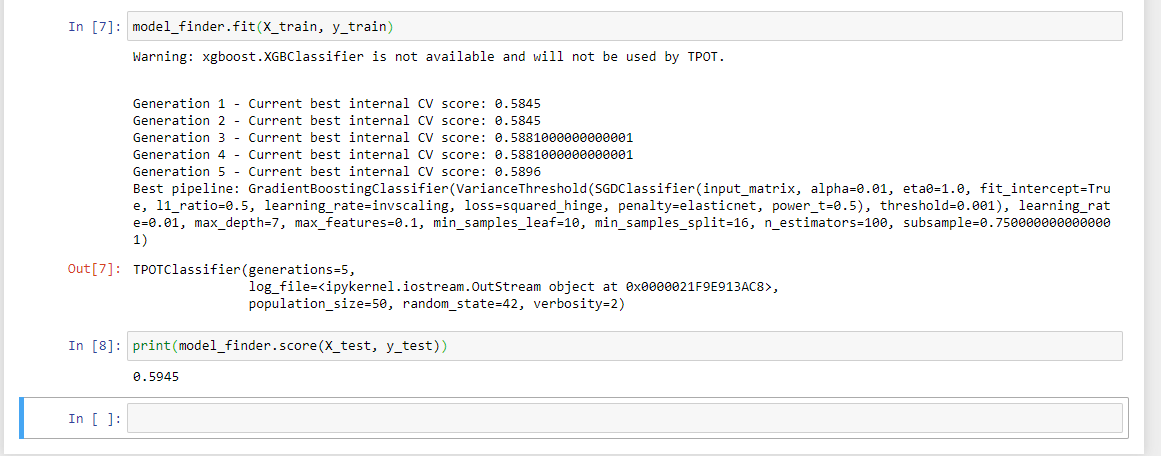 In [7]: model_finder.fit(X_train, y_train)
Warning: xgboost.XGBClassifier is not available and will not be used by TPOT.
Generation 1 - Current best internal CV score: 0.5845
Generation 2 - Current best internal CV score: 0.5845
Generation 3 - Current best internal CV score: 0.5881000000000001
Generation 4 - Current best internal CV score: 0.5881000000000001
Generation 5 - Current best internal CV score: 0.5896
Best pipeline: GradientBoostingClassifier(VarianceThreshold(SGDClassifier(input_matrix, alpha=0.01, eta0=1.0, fit_intercept=Tru
e, l1_ratio=0.5, learning_rate=invscaling, loss=squared_hinge, penalty=elasticnet, power_t=0.5), threshold=0.001), learning_rat
e=0.01, max_depth=7, max_features=0.1, min_samples_leaf=10, min_samples_split=16, n_estimators=100, subsample=0.750000000000000
1)
Out[7]: TPOTClassifier(generations=5,
log_file=<ipykernel.iostream.OutStream object at 0x0000021F9E913AC8>,
population_size=50, random_state=42, verbosity=2)
In [8]: print(model_finder.score(X_test, y_test))
0.5945
In [ ]: